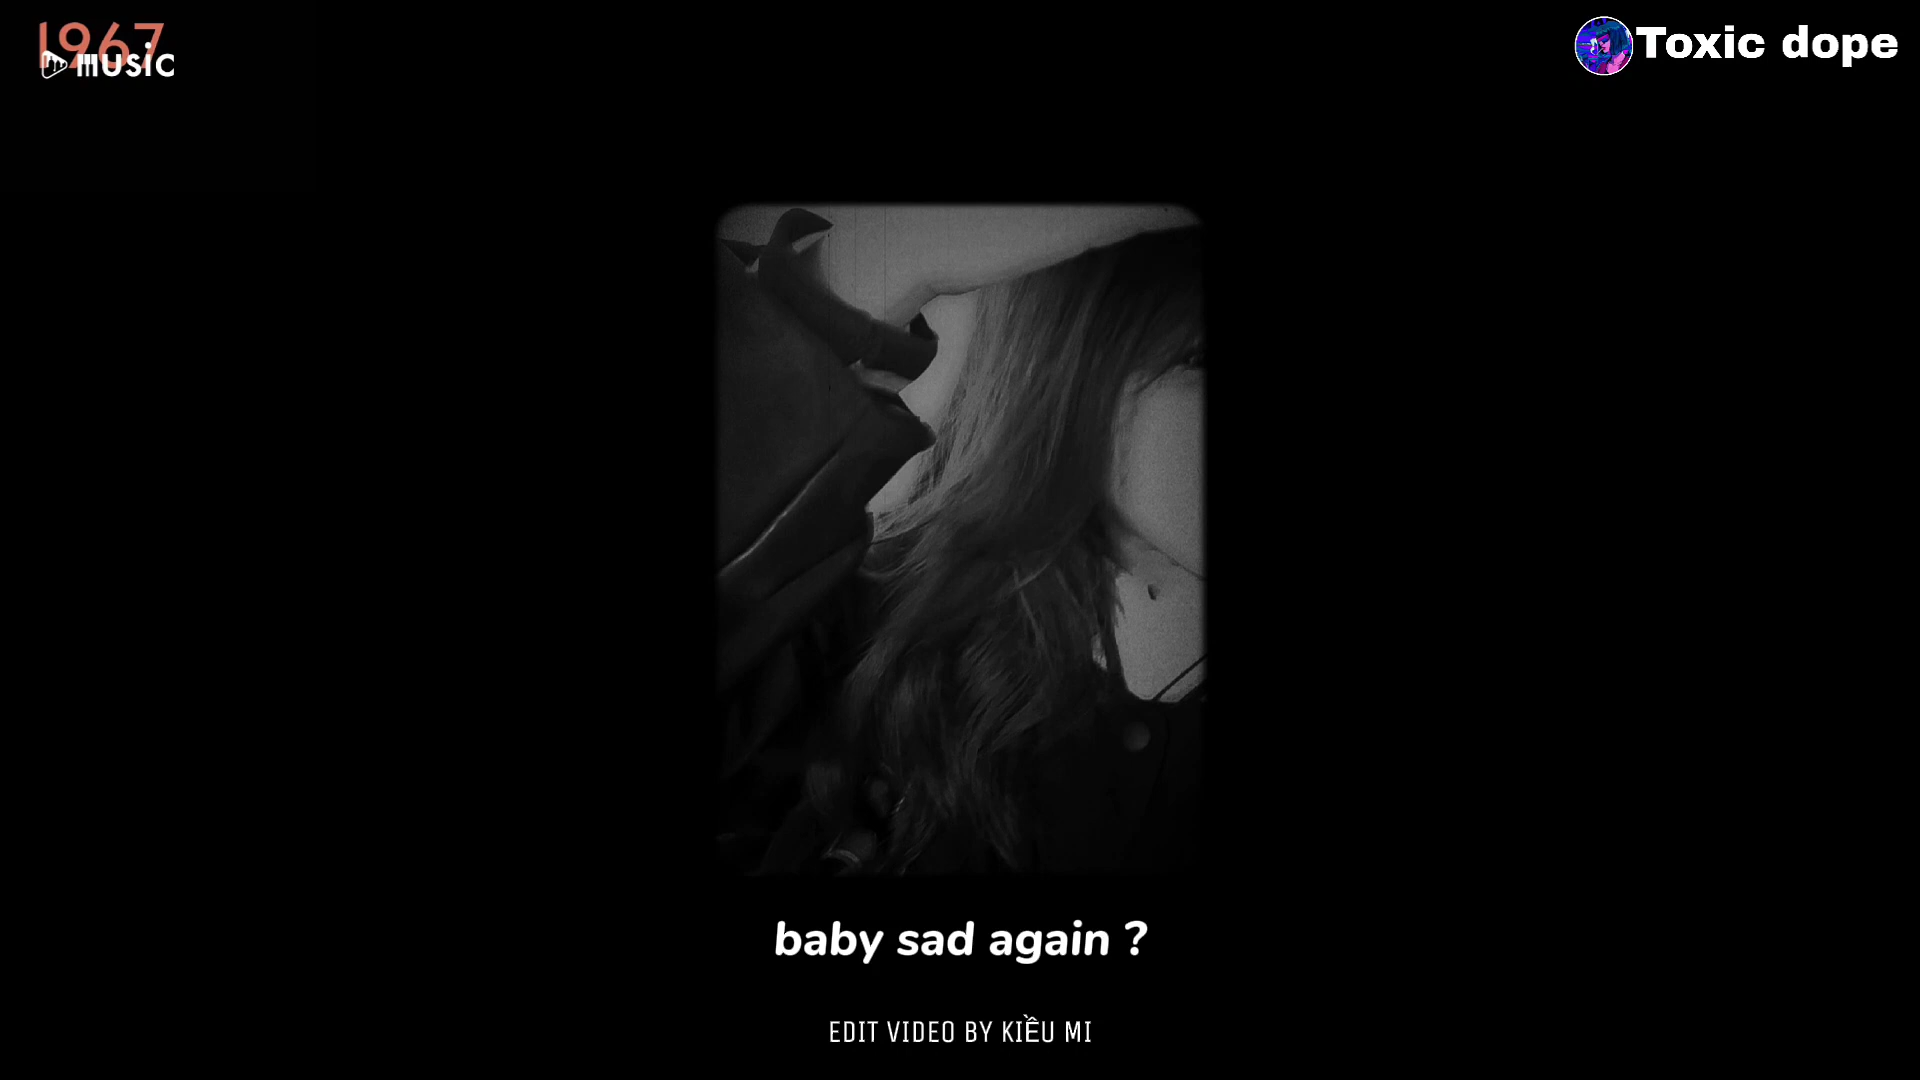 1967
music
Toxic dope
baby sad again ?
EDIT VIDEO BY KIỀU MI